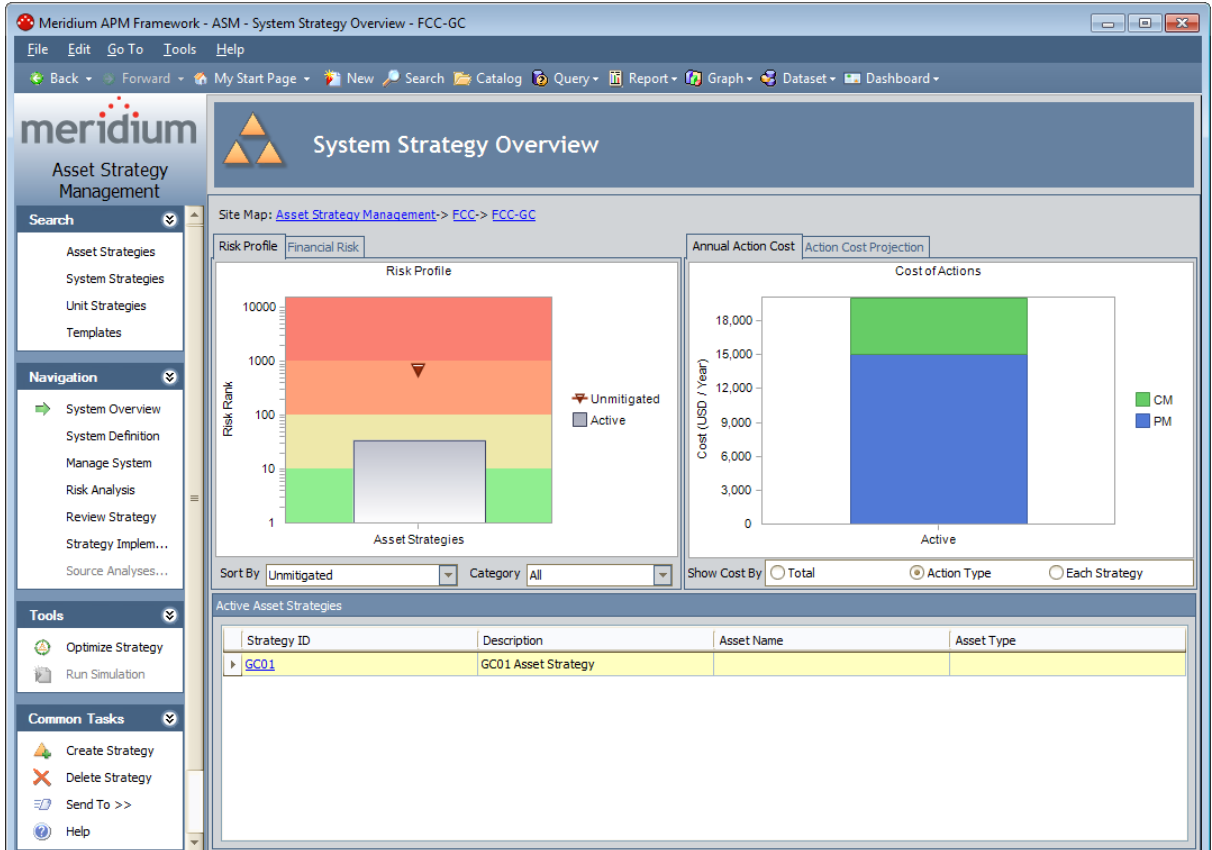 Meridium APM Framework - ASM - System Strategy Overview - FCC-GC
File Edit Go To Tools Help
Back Forward My Start Page New Search Catalog Query Report Graph Dataset Dashboard
meridium
Asset Strategy
Management
Search
Asset Strategies
System Strategies
Unit Strategies
Templates
Navigation
System Overview
System Definition
Manage System
Risk Analysis
Review Strategy
Strategy Implem...
Source Analyses...
Tools
Optimize Strategy
Run Simulation
Common Tasks
Create Strategy
Delete Strategy
Send To >>
Help
System Strategy Overview
Site Map: Asset Strategy Management-> FCC-> FCC-GC
Risk Profile Financial Risk
Risk Profile
Risk Rank
10000
1000
100
10
1
Asset Strategies
Unmitigated
Active
Sort By Unmitigated Category All
Annual Action Cost Action Cost Projection
Cost of Actions
Cost (USD / Year)
18,000
15,000
12,000
9,000
6,000
3,000
0
Active
CM
PM
Show Cost By Total Action Type Each Strategy
Active Asset Strategies
Strategy ID Description Asset Name Asset Type
GC01 GC01 Asset Strategy